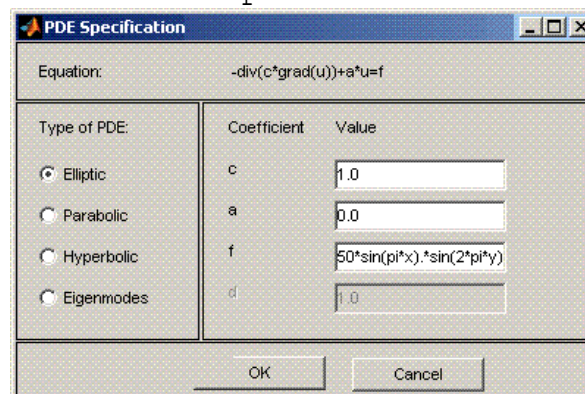 PDE Specification
Equation: -div(c*grad(u))+a*u=f
Type of PDE: Coefficient Value
Elliptic c 1.0
Parabolic a 0.0
Hyperbolic f 50*sin(pi*x).*sin(2*pi*y)
Eigenmodes d 1.0
OK Cancel